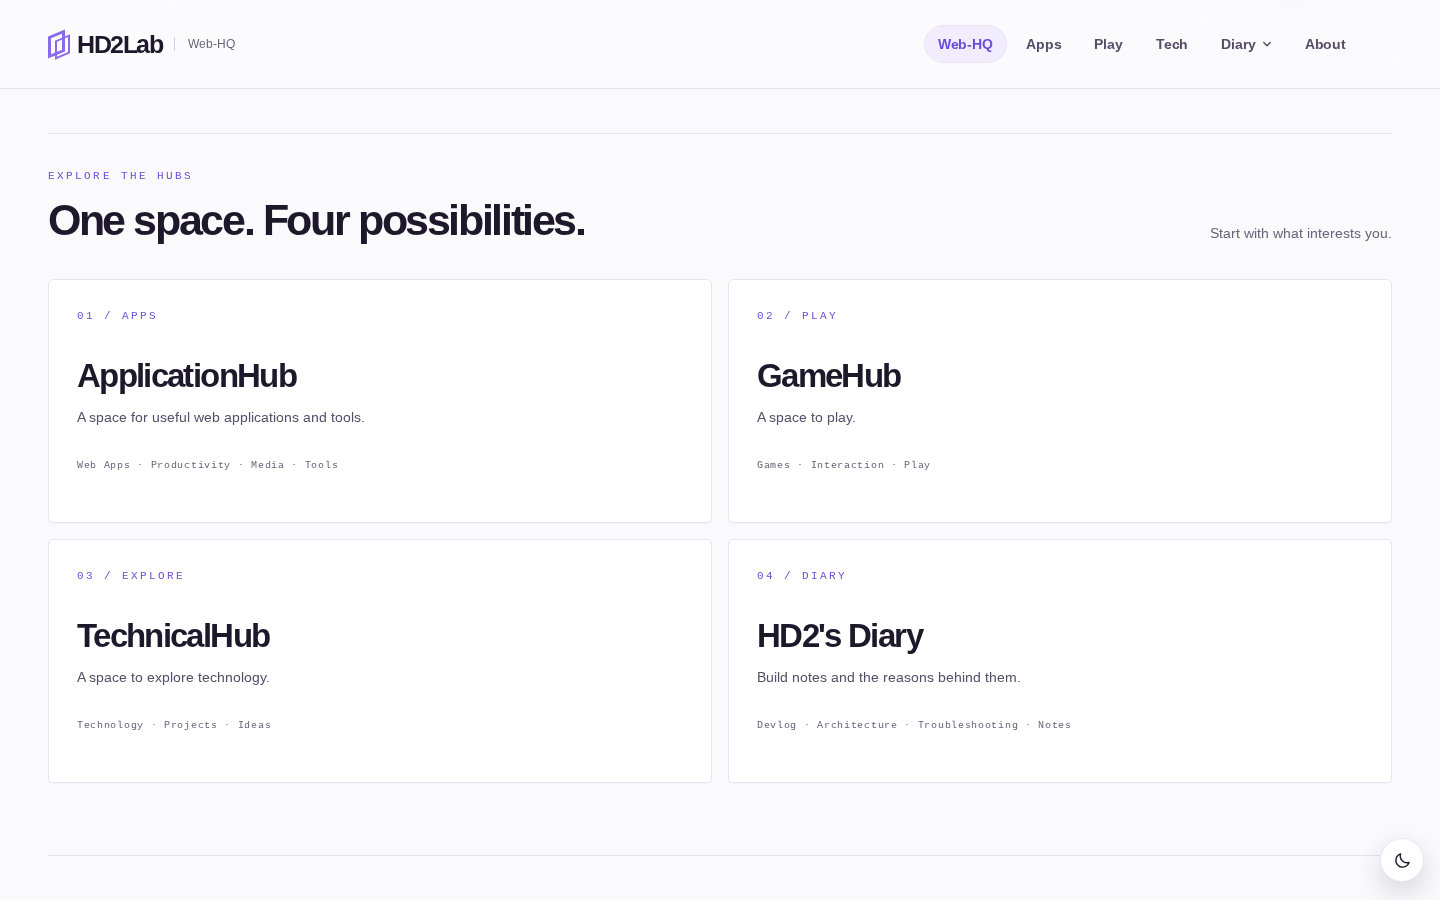 HD2Lab
Web-HQ
Web-HQ
Apps
Play
Tech
Diary
About
EXPLORE THE HUBS
One space. Four possibilities.
Start with what interests you.
01 / APPS
ApplicationHub
A space for useful web applications and tools.
Web Apps · Productivity · Media · Tools
02 / PLAY
GameHub
A space to play.
Games · Interaction · Play
03 / EXPLORE
TechnicalHub
A space to explore technology.
Technology · Projects · Ideas
04 / DIARY
HD2's Diary
Build notes and the reasons behind them.
Devlog · Architecture · Troubleshooting · Notes